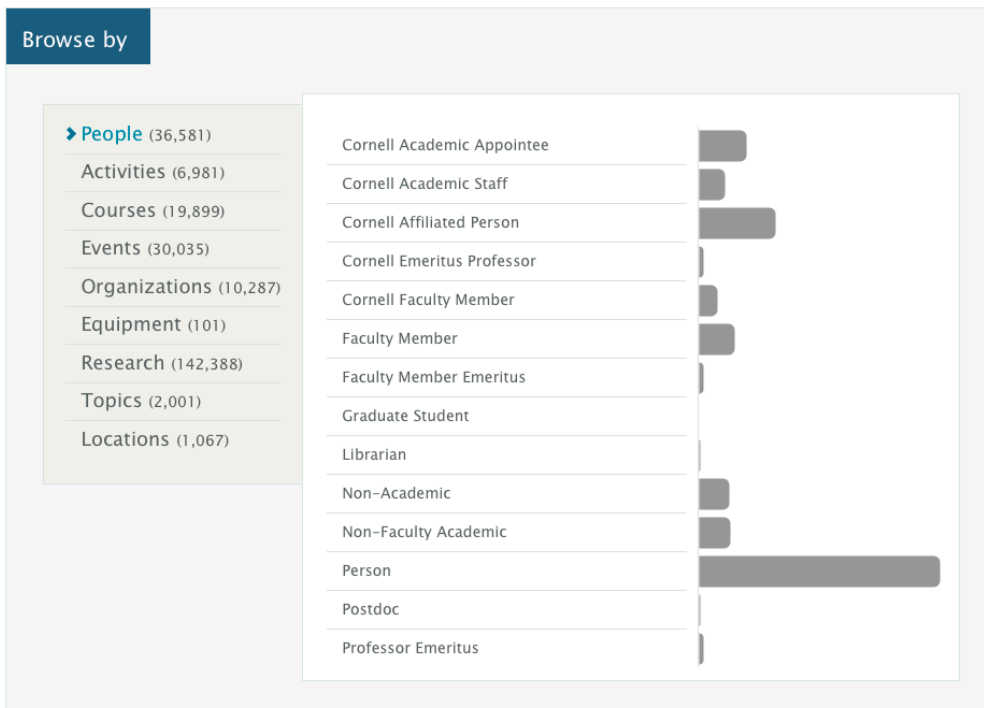 Browse by
People (36,581)
Activities (6,981)
Courses (19,899)
Events (30,035)
Organizations (10,287)
Equipment (101)
Research (142,388)
Topics (2,001)
Locations (1,067)
Cornell Academic Appointee
Cornell Academic Staff
Cornell Affiliated Person
Cornell Emeritus Professor
Cornell Faculty Member
Faculty Member
Faculty Member Emeritus
Graduate Student
Librarian
Non-Academic
Non-Faculty Academic
Person
Postdoc
Professor Emeritus